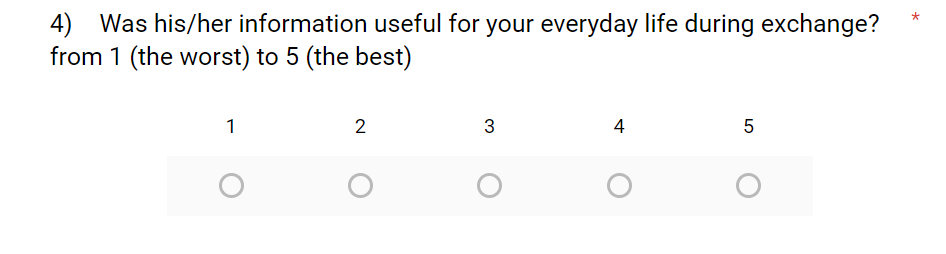 4) Was his/her information useful for your everyday life during exchange? *
from 1 (the worst) to 5 (the best)
1 2 3 4 5